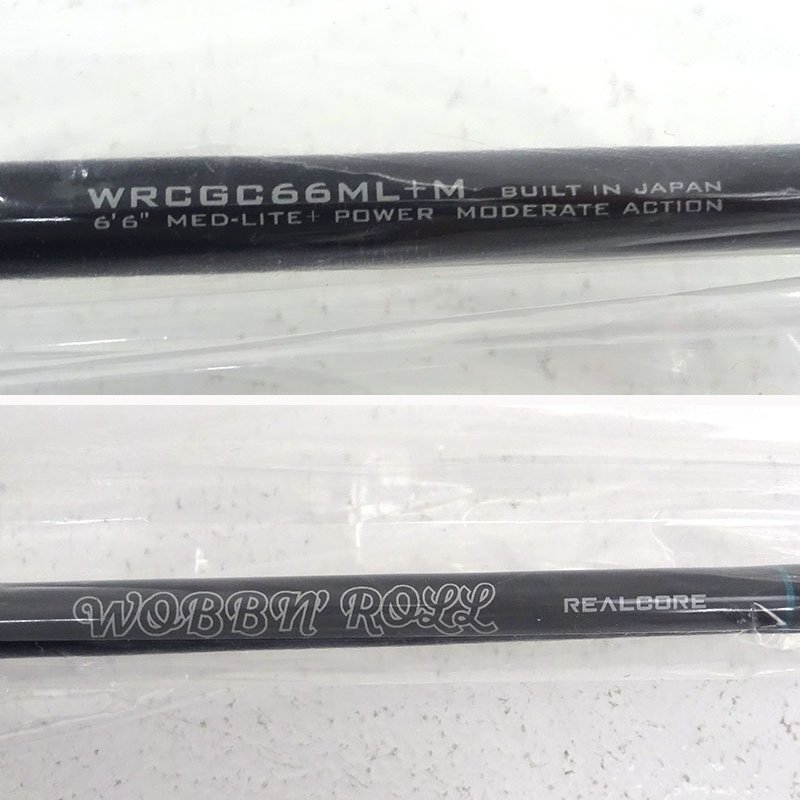 WRCGC66ML+M BUILT IN JAPAN
6'6" MED-LITE+ POWER MODERATE ACTION
WOBBN' ROLL REALCORE